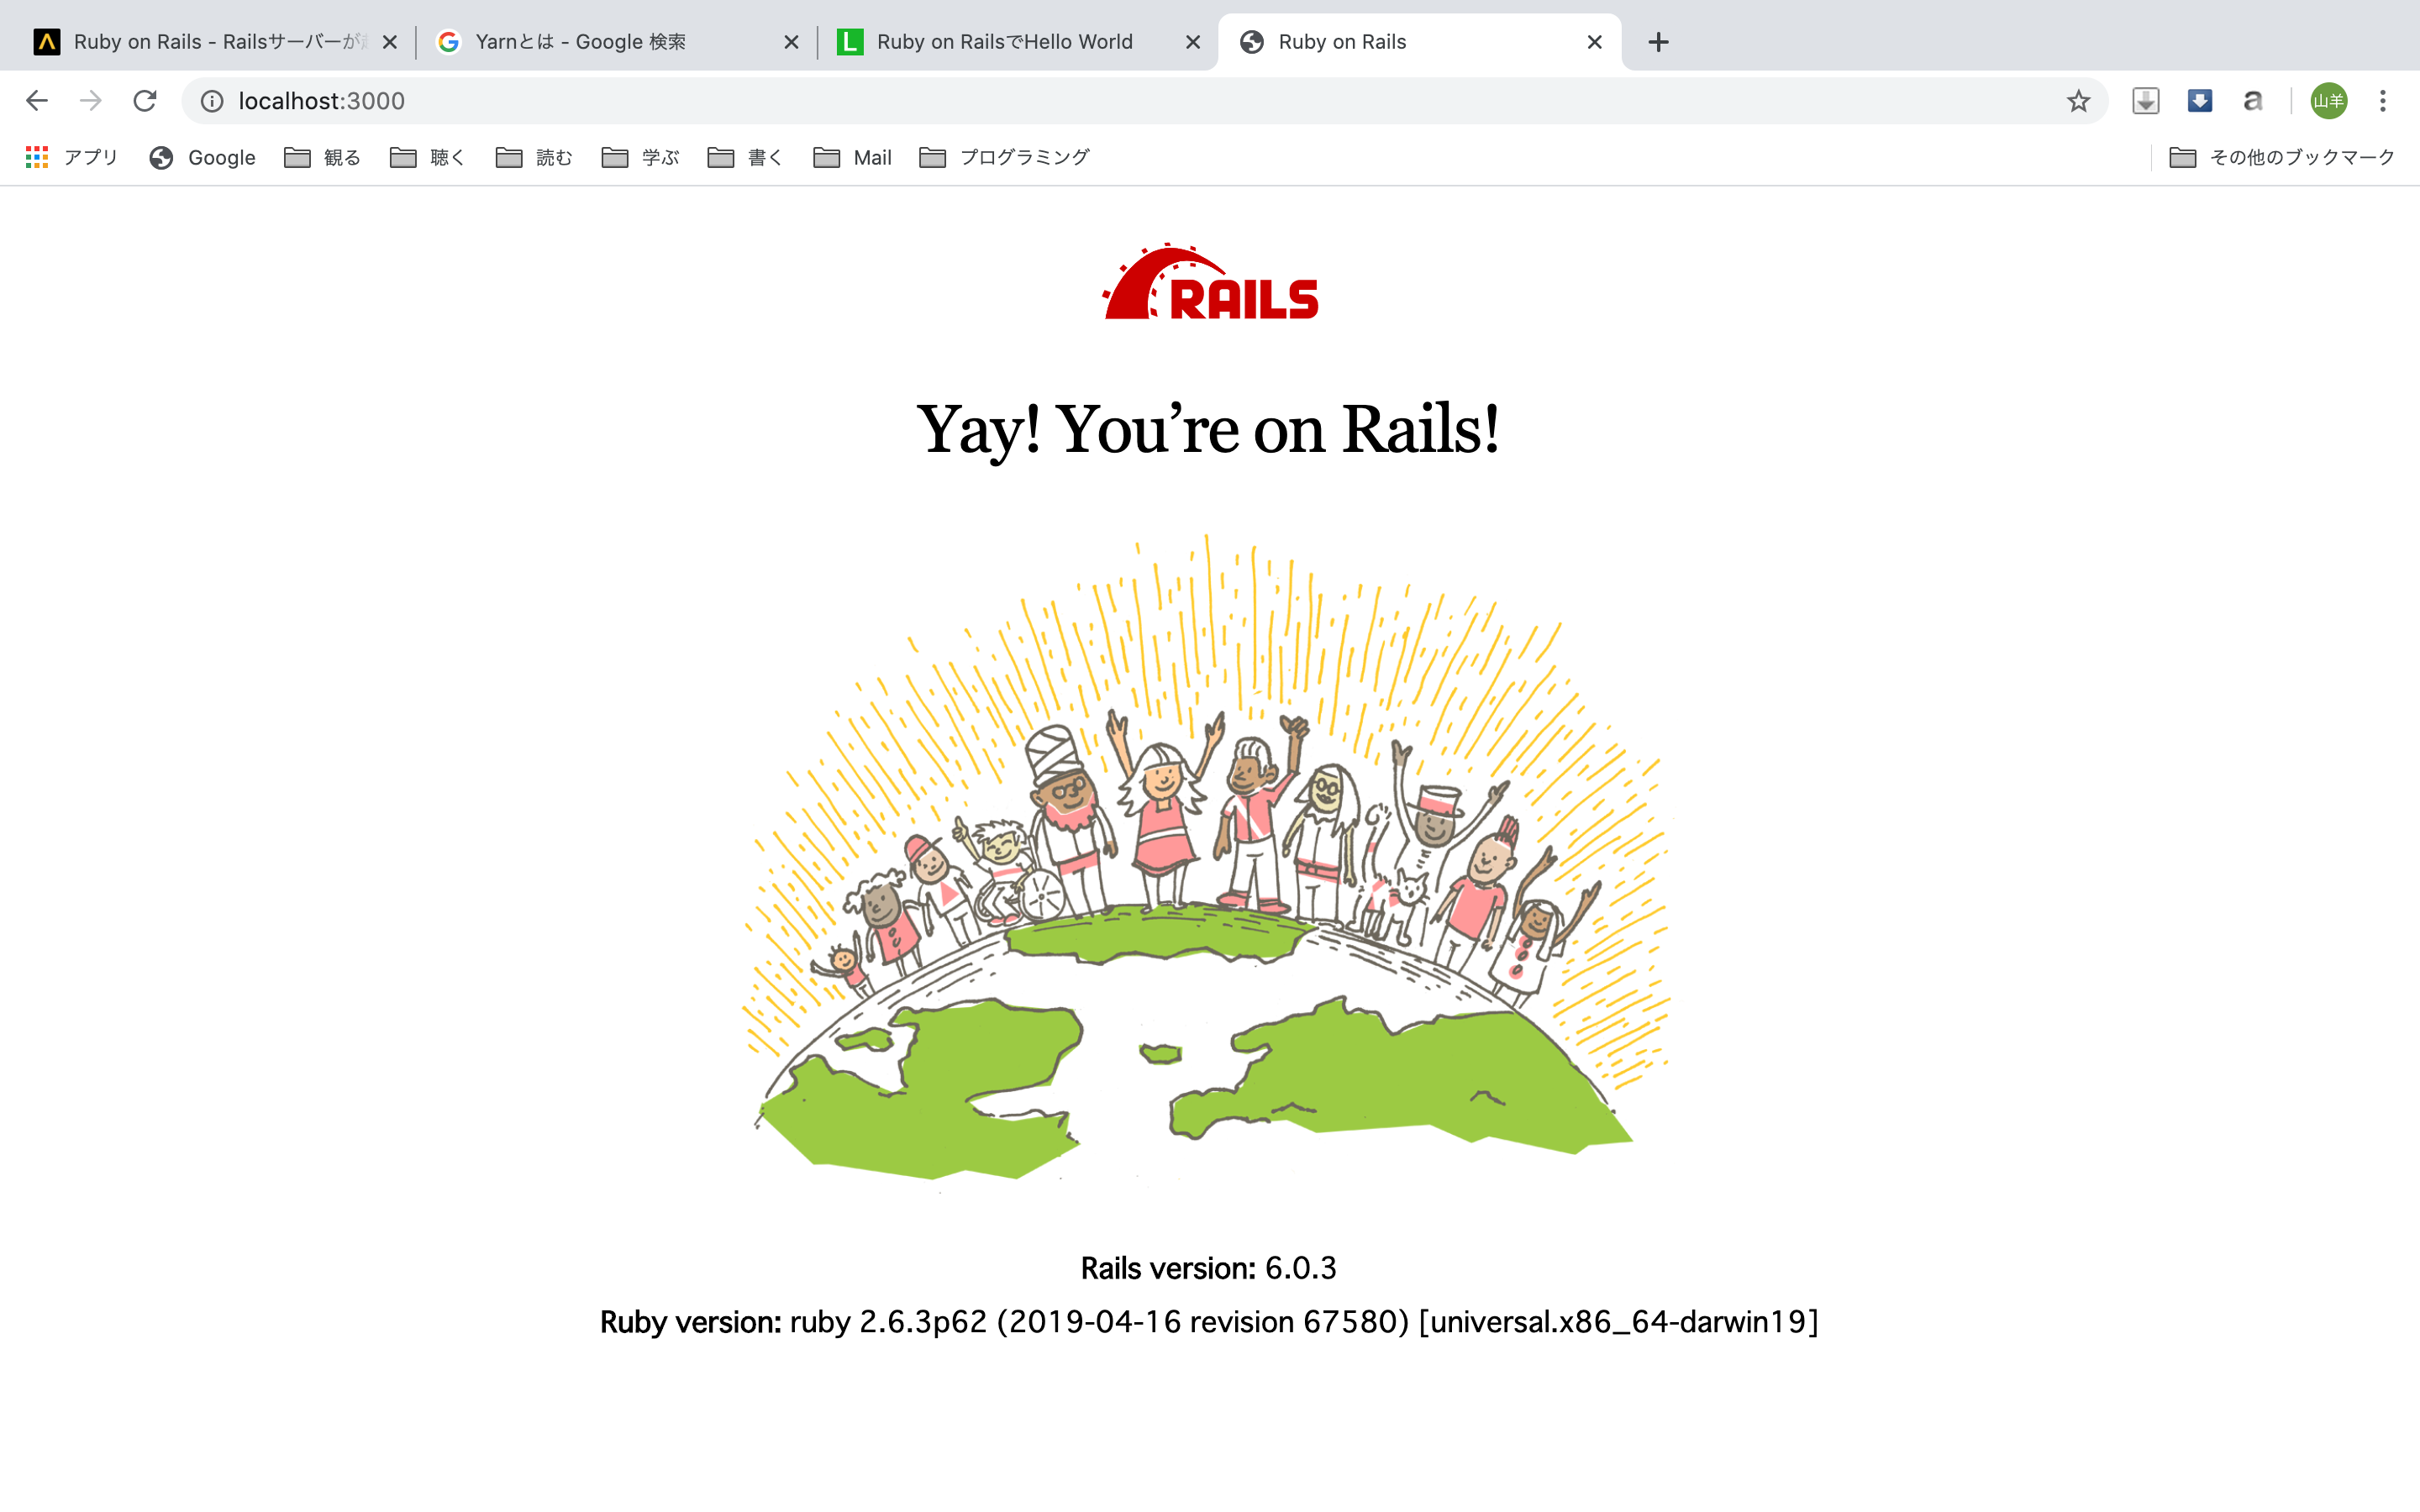 Ruby on Rails - Railsサーバーが
Yarnとは - Google 検索
Ruby on RailsでHello World
Ruby on Rails
localhost:3000
山羊
アプリ
Google
観る
聴く
読む
学ぶ
書く
Mail
プログラミング
その他のブックマーク
RAILS
Yay! You’re on Rails!
Rails version: 6.0.3
Ruby version: ruby 2.6.3p62 (2019-04-16 revision 67580) [universal.x86_64-darwin19]